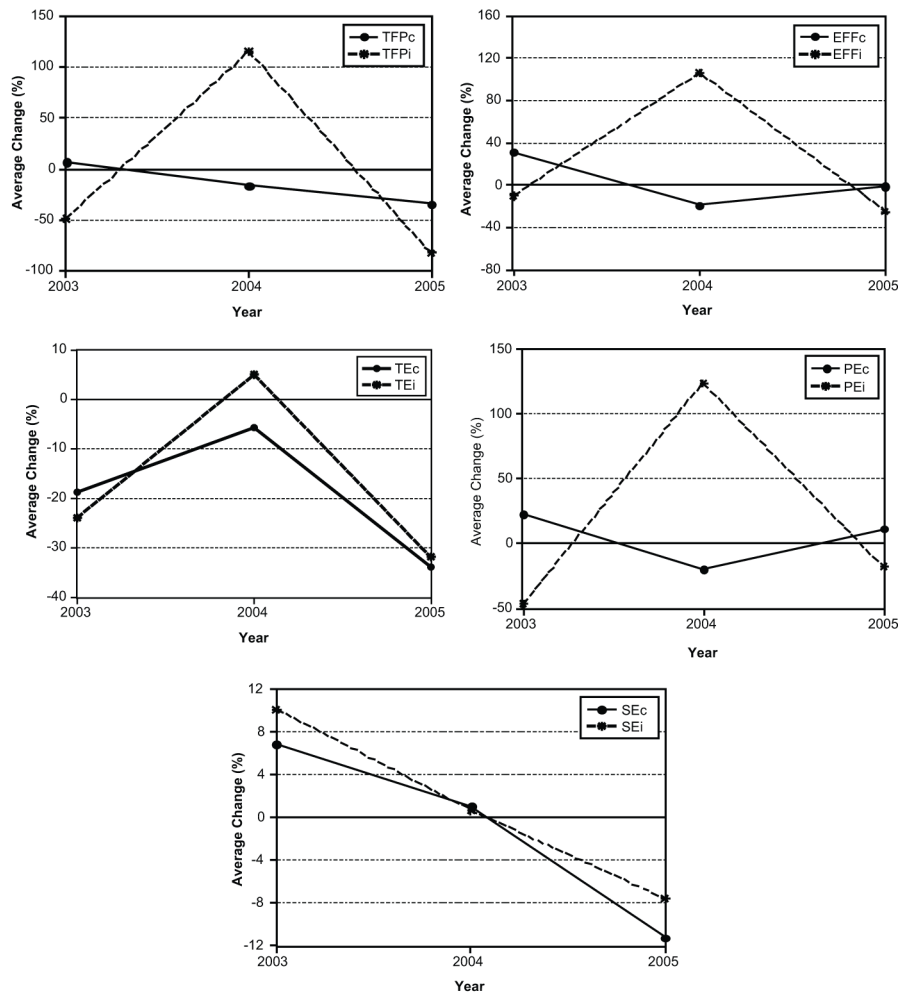 150
100
50
0
-50
-100
Average Change (%)
TFPc
TFPi
2003
2004
2005
Year
160
120
80
40
0
-40
-80
Average Change (%)
EFFc
EFFi
2003
2004
2005
Year
10
0
-10
-20
-30
-40
Average Change (%)
TEc
TEi
2003
2004
2005
Year
150
100
50
0
-50
Average Change (%)
PEc
PEi
2003
2004
2005
Year
12
8
4
0
-4
-8
-12
Average Change (%)
SEc
SEi
2003
2004
2005
Year